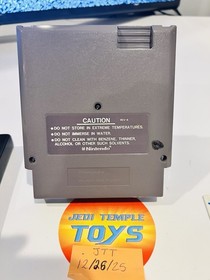 CAUTION
• DO NOT STORE IN EXTREME TEMPERATURES.
• DO NOT IMMERSE IN WATER.
• DO NOT CLEAN WITH BENZENE, THINNER,
ALCOHOL OR OTHER SUCH SOLVENTS.
Nintendo
JEDI TEMPLE
TOYS
JTT
12/26/25